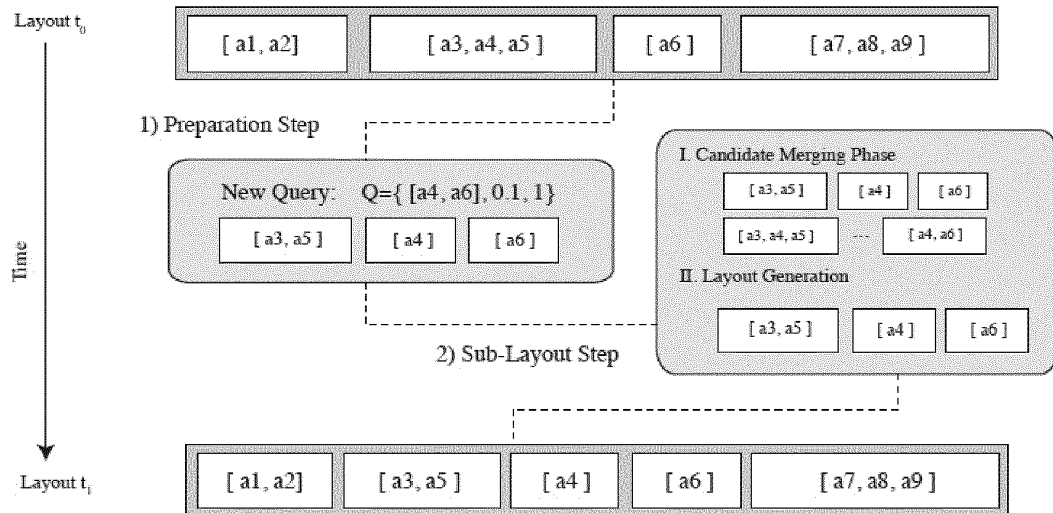 Layout t0
[ a1, a2]
[ a3, a4, a5 ]
[ a6 ]
[ a7, a8, a9 ]
1) Preparation Step
New Query: Q={ [a4, a6], 0.1, 1}
[ a3, a5 ]
[ a4 ]
[ a6 ]
Time
I. Candidate Merging Phase
[ a3, a5 ]
[ a4 ]
[ a6 ]
[ a3, a4, a5 ]
...
[ a4, a6 ]
II. Layout Generation
[ a3, a5 ]
[ a4 ]
[ a6 ]
2) Sub-Layout Step
Layout ti
[ a1, a2]
[ a3, a5 ]
[ a4 ]
[ a6 ]
[ a7, a8, a9 ]